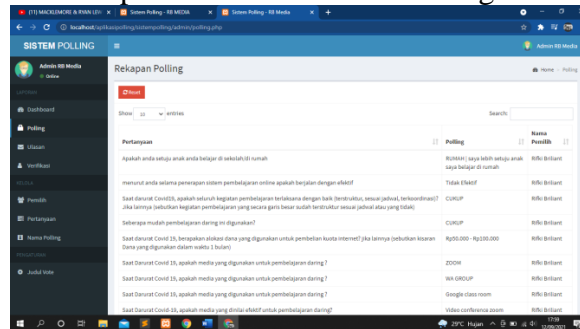 (11) MACKLEMORE & RYAN LEW
Sistem Polling - RB MEDIA
Sistem Polling - RB Media
localhost/aplikasipolling/sistempolling/admin/polling.php
SISTEM POLLING
Admin RB Media
Admin RB Media
Online
Rekapan Polling
Home
Polling
LAPORAN
Dashboard
Polling
Ulasan
Verifikasi
KELOLA
Pemilih
Pertanyaan
Nama Polling
PENGATURAN
Judul Web
Reset
Show 10 entries
Search:
Pertanyaan
Polling
Nama Pemilih
Apakah anda setuju anak anda belajar di sekolah/di rumah
RUMAH ( saya lebih setuju anak saya belajar di rumah
Rifki Briliant
menurut anda selama penerapan sistem pembelajaran online apakah berjalan dengan efektif
Tidak Efektif
Rifki Briliant
Saat darurat Covid19, apakah seluruh kegiatan pembelajaran terlaksana dengan baik (terstruktur, sesuai jadwal, terkoordinasi)?
Jika lainnya (sebutkan kegiatan pembelajaran yang secara garis besar sudah terstruktur sesuai jadwal atau yang tidak)
CUKUP
Rifki Briliant
Seberapa mudah pembelajaran daring ini digunakan?
CUKUP
Rifki Briliant
Saat darurat Covid 19, berapakan alokasi dana yang digunakan untuk pembelian kuota internet? jika lainnya (sebutkan kisaran
Dana yang digunakan dalam waktu 1 bulan)
Rp50.000 - Rp100.000
Rifki Briliant
Saat Darurat Covid 19, apakah media yang digunakan untuk pembelajaran daring ?
ZOOM
Rifki Briliant
Saat Darurat Covid 19, apakah media yang digunakan untuk pembelajaran daring ?
WA GROUP
Rifki Briliant
Saat Darurat Covid 19, apakah media yang digunakan untuk pembelajaran daring ?
Google class room
Rifki Briliant
Saat Darurat Covid 19, apakah media yang dinilai efektif untuk pembelajaran daring?
Video conference zoom
Rifki Briliant
29°C Hujan
17:59
12/09/2021